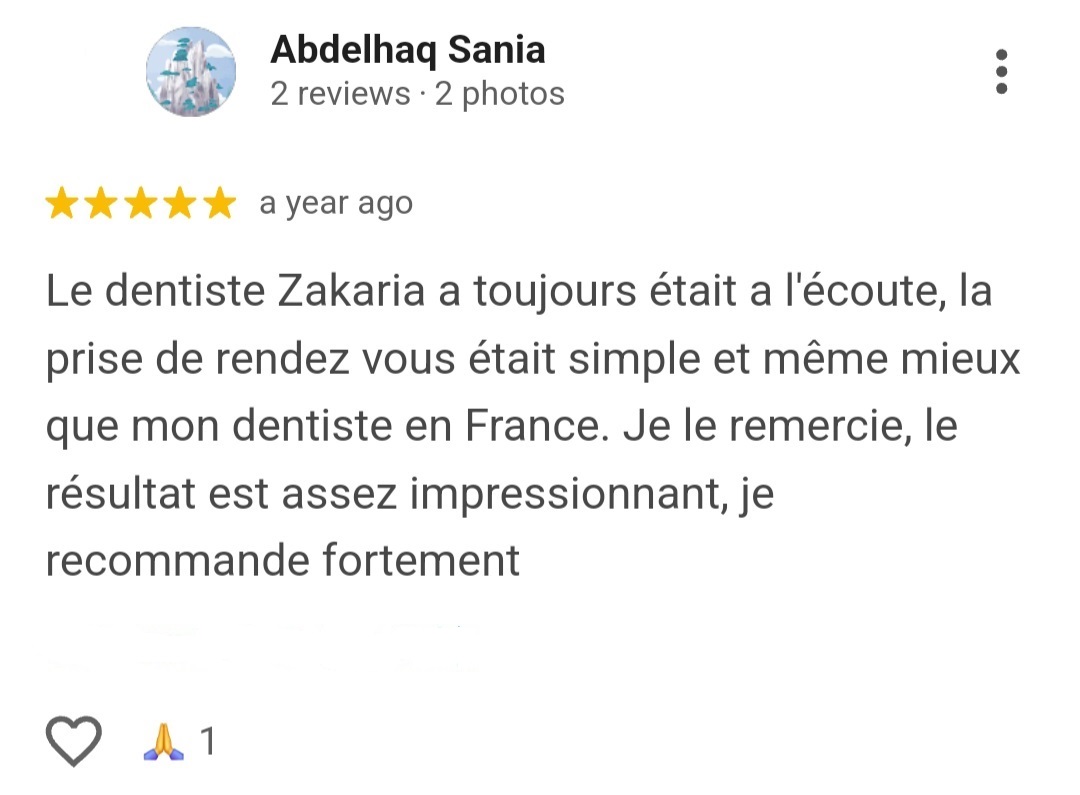 Abdelhaq Sania
2 reviews · 2 photos
a year ago
Le dentiste Zakaria a toujours était a l'écoute, la
prise de rendez vous était simple et même mieux
que mon dentiste en France. Je le remercie, le
résultat est assez impressionnant, je
recommande fortement
1